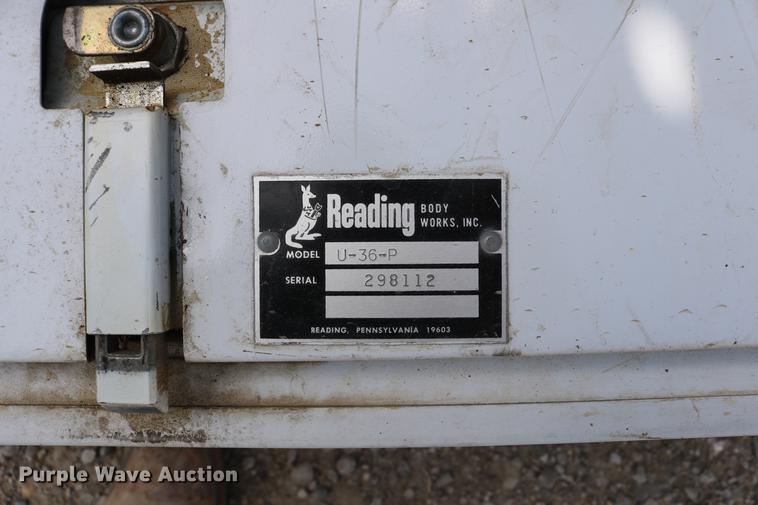 Reading BODY
WORKS, INC.
MODEL U-36-P
SERIAL 298112
READING, PENNSYLVANIA 19603
Purple Wave Auction